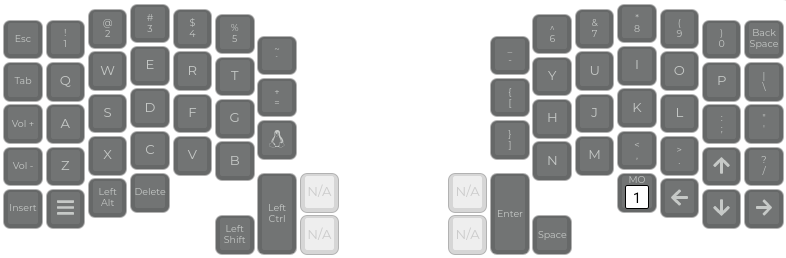 Esc
!
1
@
2
#
3
$
4
%
5
~
`
^
6
&
7
*
8
(
9
)
0
Back
Space
Tab
Q
W
E
R
T
+
=
_
-
Y
U
I
O
P
|
\
Vol +
A
S
D
F
G
{
[
H
J
K
L
:
;
"
'
Vol -
Z
X
C
V
B
}
]
N
M
<
,
>
.
?
/
Insert
Left
Alt
Delete
Left
Shift
Left
Ctrl
N/A
N/A
N/A
N/A
Enter
Space
MO
1